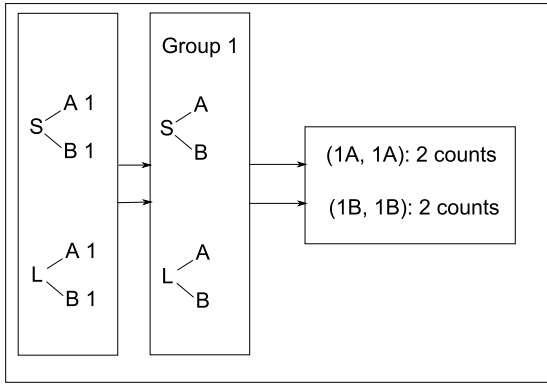 A 1
S
B 1
A 1
L
B 1
Group 1
A
S
B
A
L
B
(1A, 1A): 2 counts
(1B, 1B): 2 counts